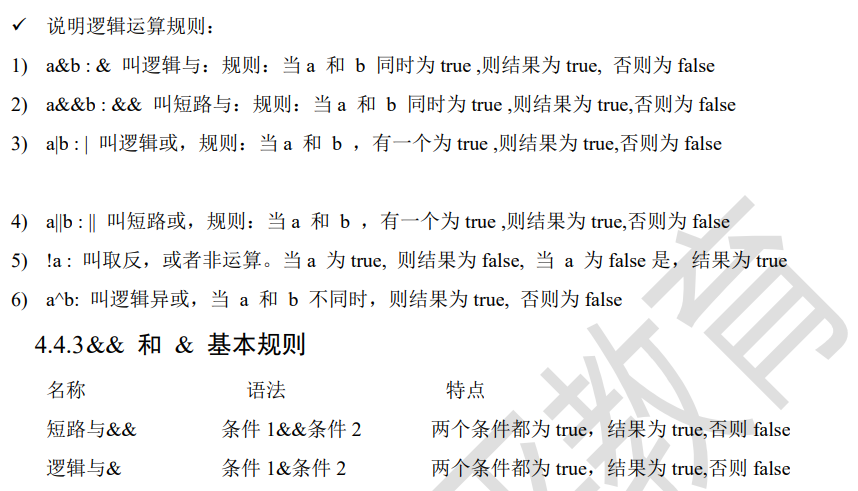 ✓ 说明逻辑运算规则：
1) a&b : & 叫逻辑与：规则：当 a 和 b 同时为 true ,则结果为 true, 否则为 false
2) a&&b : && 叫短路与：规则：当 a 和 b 同时为 true ,则结果为 true,否则为 false
3) a|b : | 叫逻辑或，规则：当 a 和 b ，有一个为 true ,则结果为 true,否则为 false
4) a||b : || 叫短路或，规则：当 a 和 b ，有一个为 true ,则结果为 true,否则为 false
5) !a : 叫取反，或者非运算。当 a 为 true, 则结果为 false, 当 a 为 false 是，结果为 true
6) a^b: 叫逻辑异或，当 a 和 b 不同时，则结果为 true, 否则为 false
4.4.3&& 和 & 基本规则
名称 语法 特点
短路与&& 条件 1&&条件 2 两个条件都为 true，结果为 true,否则 false
逻辑与& 条件 1&条件 2 两个条件都为 true，结果为 true,否则 false
教育